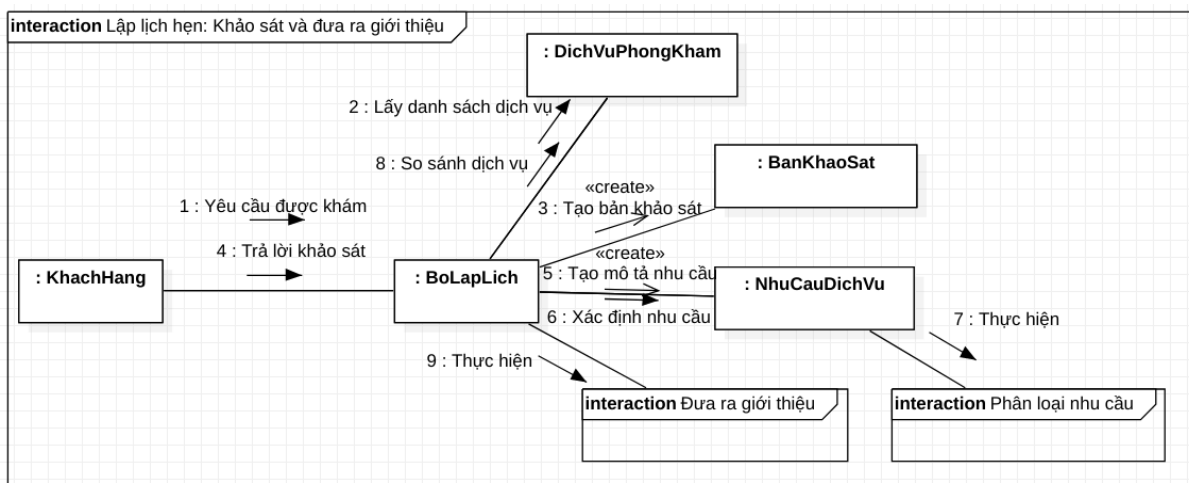 interaction Lập lịch hẹn: Khảo sát và đưa ra giới thiệu
: DichVuPhongKham
2 : Lấy danh sách dịch vụ
8 : So sánh dịch vụ
: BanKhaoSat
«create»
3 : Tạo bản khảo sát
1 : Yêu cầu được khám
4 : Trả lời khảo sát
: KhachHang
: BoLapLich
«create»
5 : Tạo mô tả nhu cầu
6 : Xác định nhu cầu
: NhuCauDichVu
7 : Thực hiện
9 : Thực hiện
interaction Đưa ra giới thiệu
interaction Phân loại nhu cầu